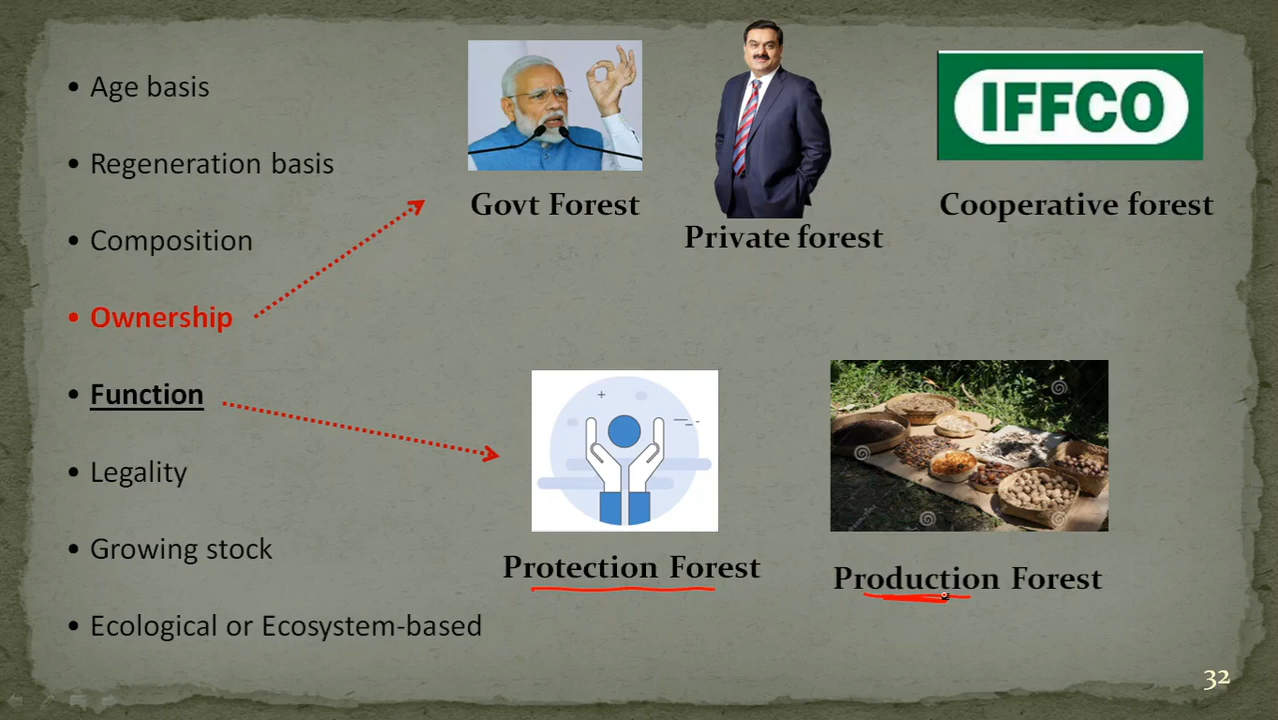 • Age basis
• Regeneration basis
• Composition
• Ownership
• Function
• Legality
• Growing stock
• Ecological or Ecosystem-based
Govt Forest
Private forest
IFFCO
Cooperative forest
Protection Forest
Production Forest
32